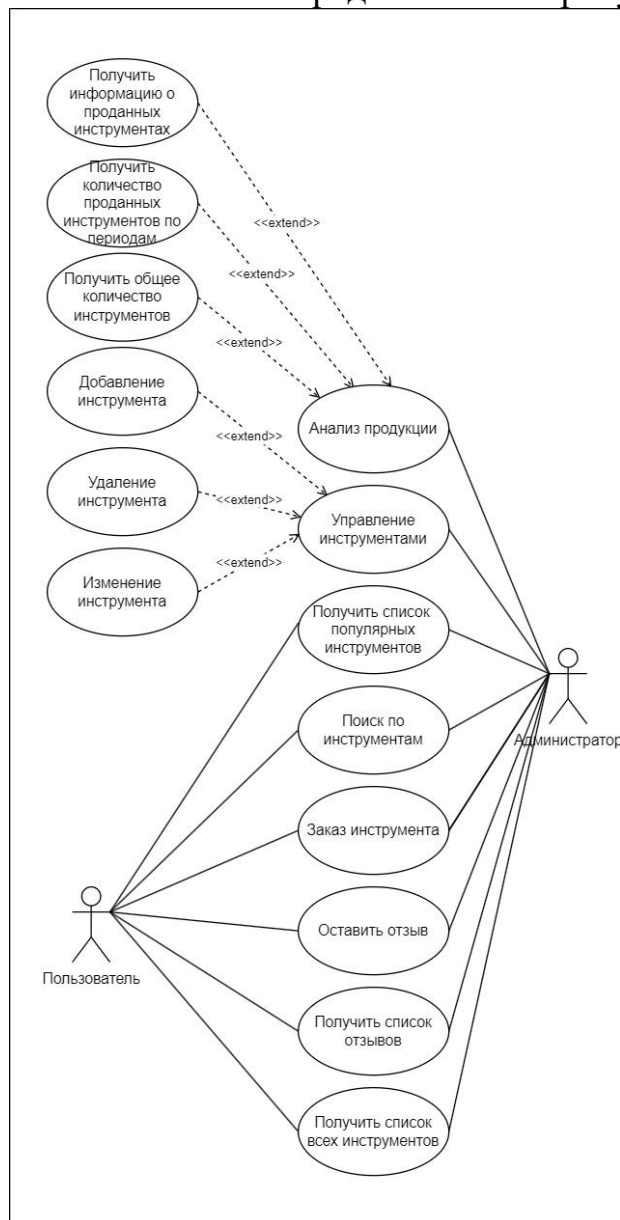 Получить
информацию о
проданных
инструментах
Получить
количество
проданных
инструментов по
периодам
<<extend>>
<<extend>>
Получить общее
количество
инструментов
<<extend>>
Добавление
инструмента
Анализ продукции
<<extend>>
Удаление
инструмента
<<extend>>
Управление
инструментами
Изменение
инструмента
<<extend>>
Получить список
популярных
инструментов
Поиск по
инструментам
Администратор
Заказ инструмента
Оставить отзыв
Пользователь
Получить список
отзывов
Получить список
всех инструментов